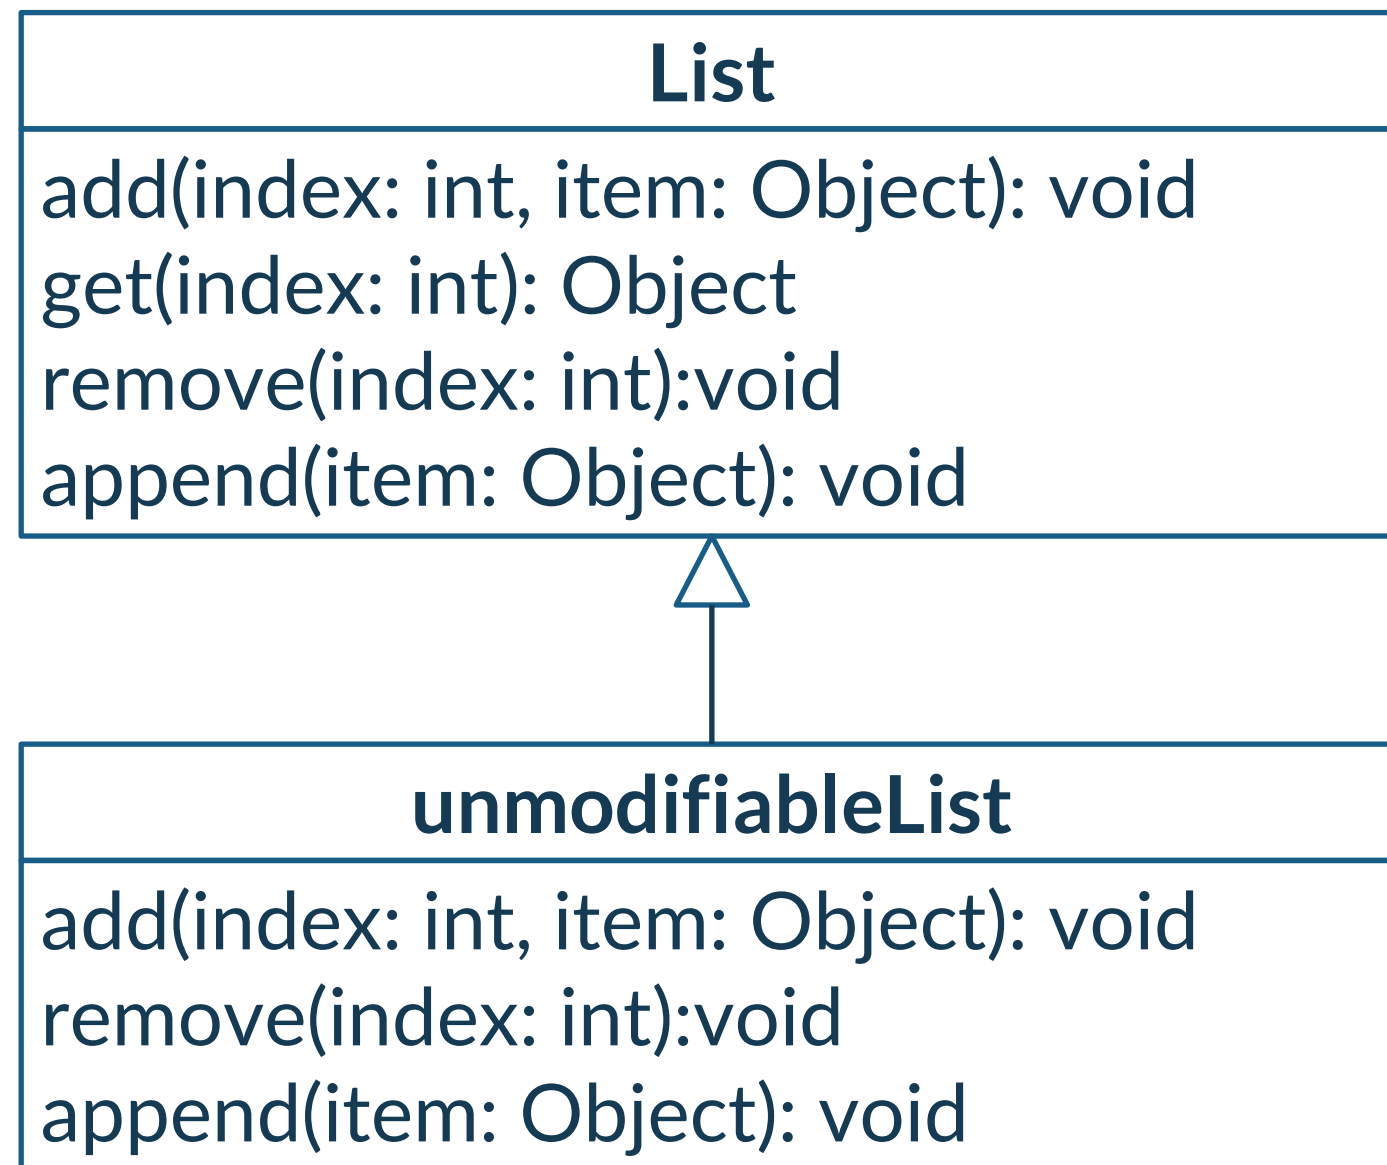 List
add(index: int, item: Object): void
get(index: int): Object
remove(index: int):void
append(item: Object): void
unmodifiableList
add(index: int, item: Object): void
remove(index: int):void
append(item: Object): void